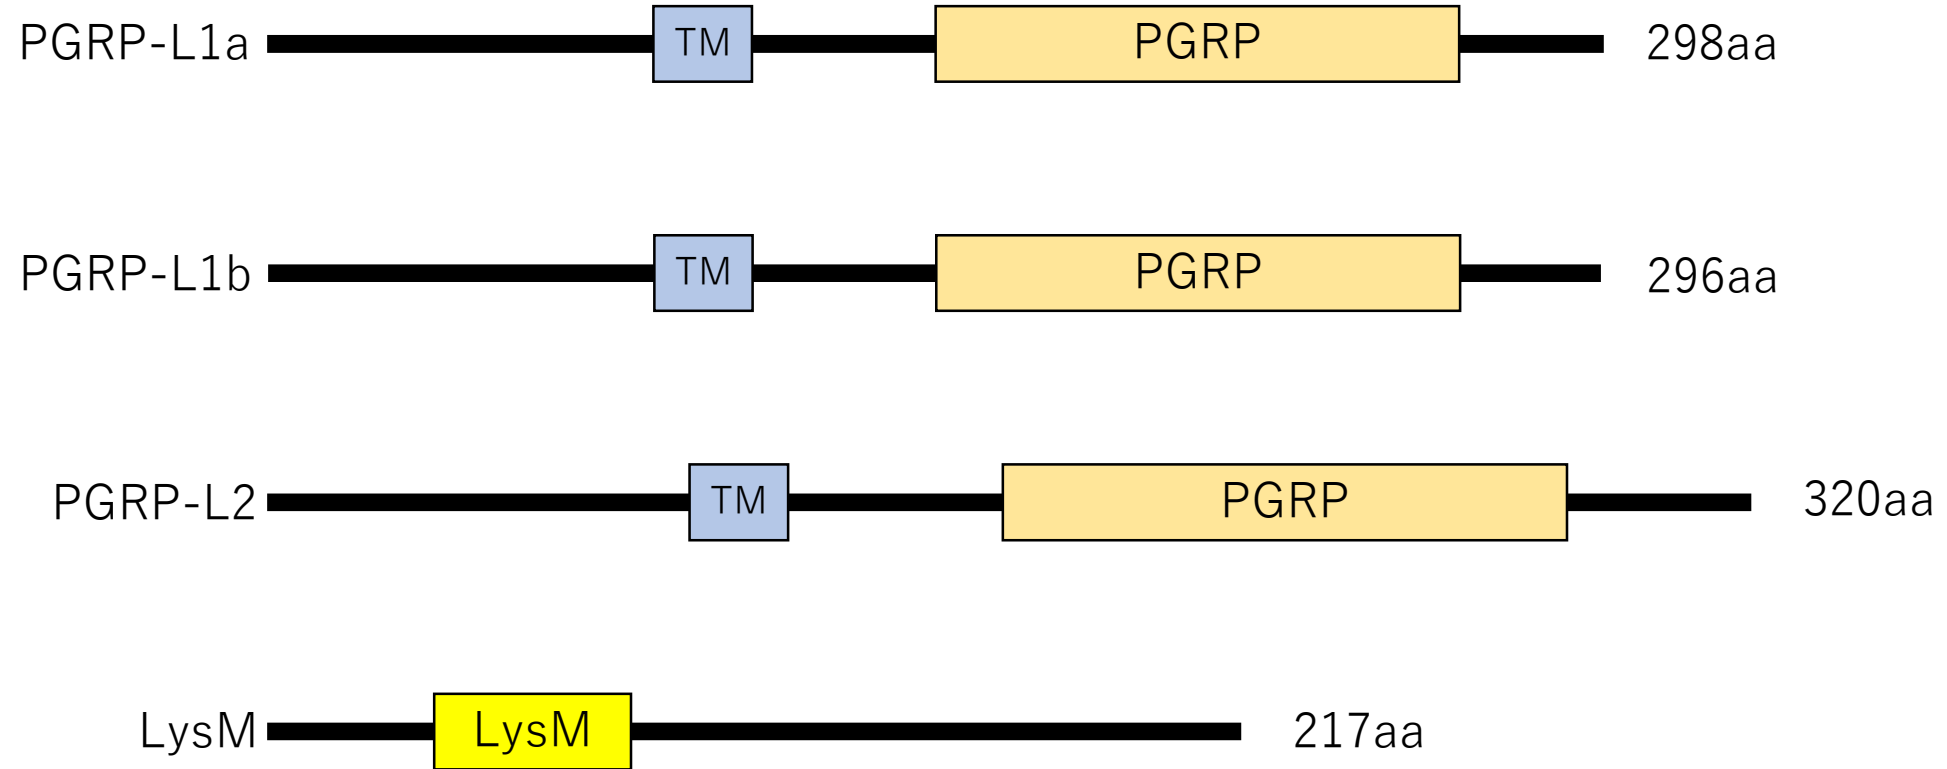 PGRP-L1a TM PGRP 298aa
PGRP-L1b TM PGRP 296aa
PGRP-L2 TM PGRP 320aa
LysM LysM 217aa